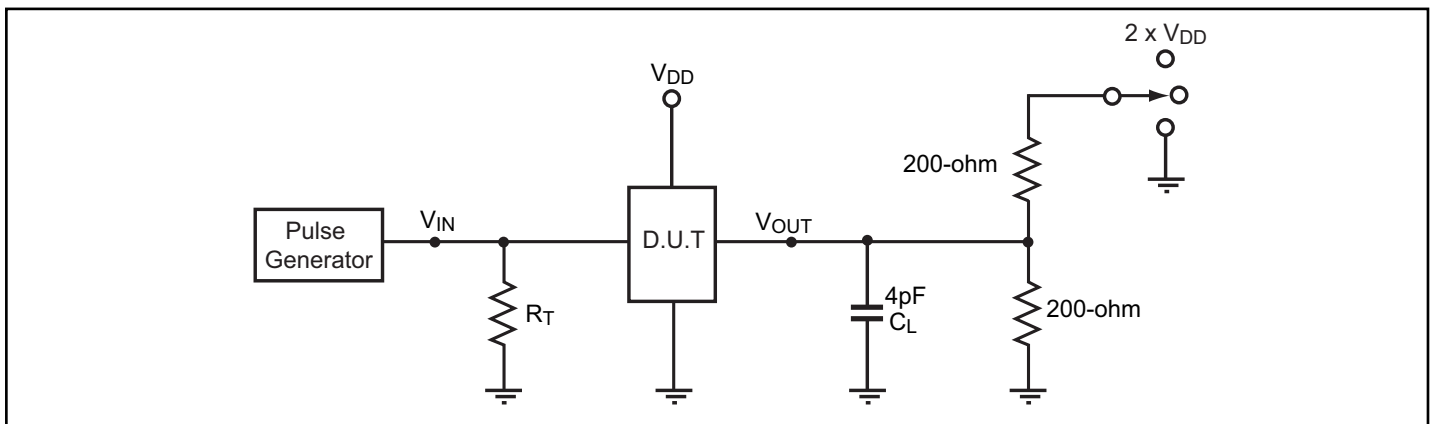 2 x VDD
VDD
200-ohm
Pulse
Generator
VIN
D.U.T
VOUT
RT
4pF
CL
200-ohm